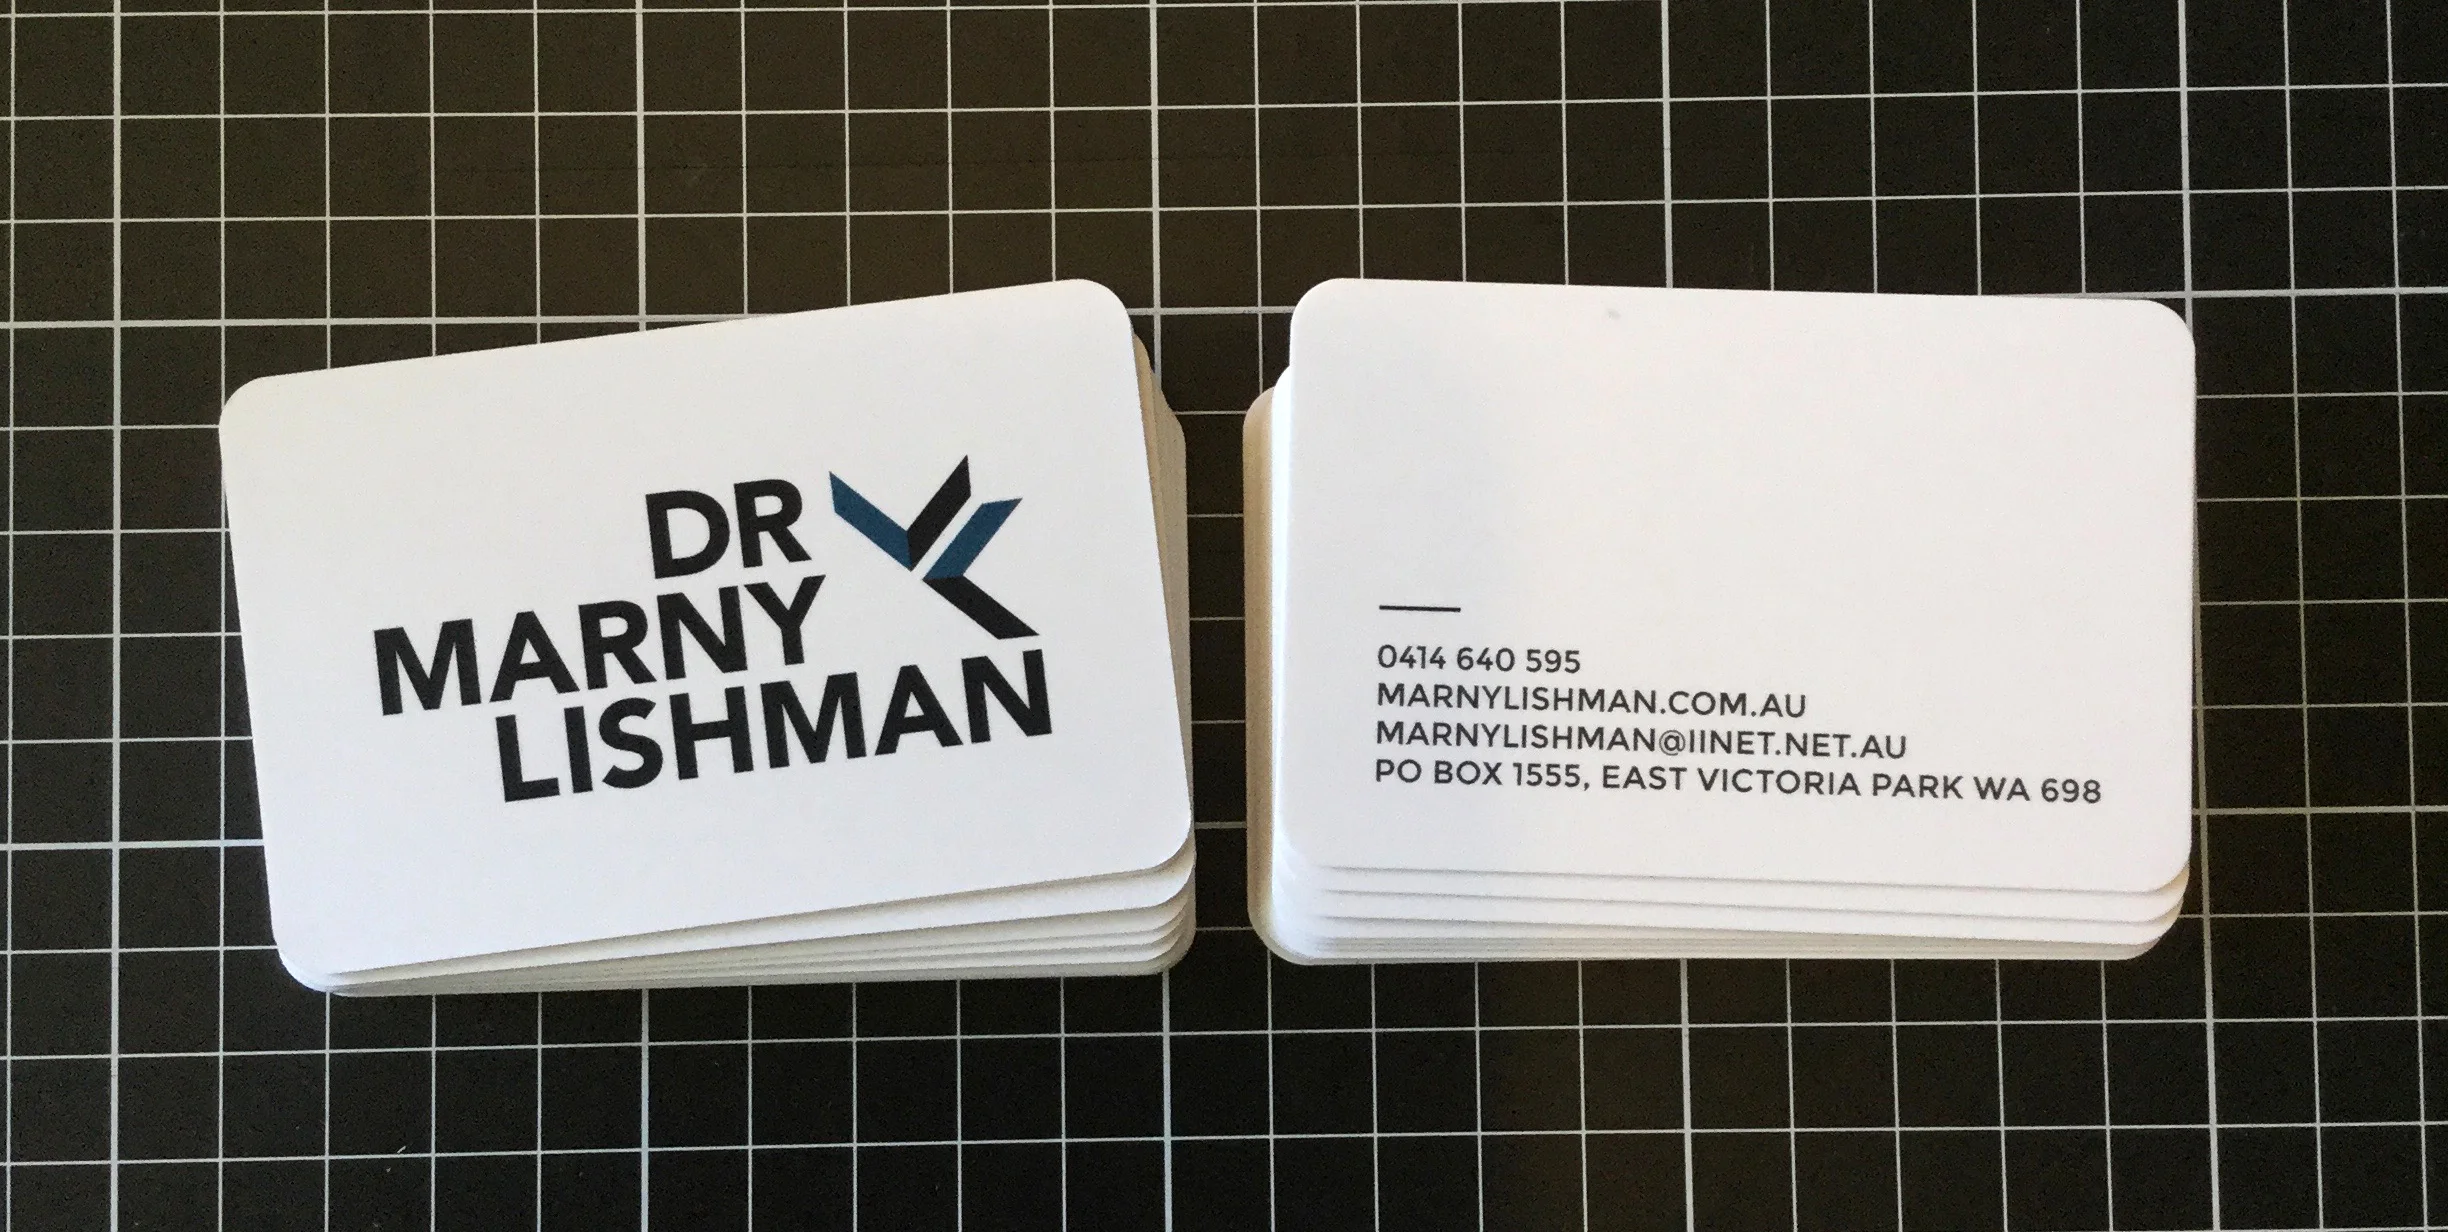 DR
MARNY
LISHMAN
0414 640 595
MARNYLISHMAN.COM.AU
MARNYLISHMAN@IINET.NET.AU
PO BOX 1555, EAST VICTORIA PARK WA 698